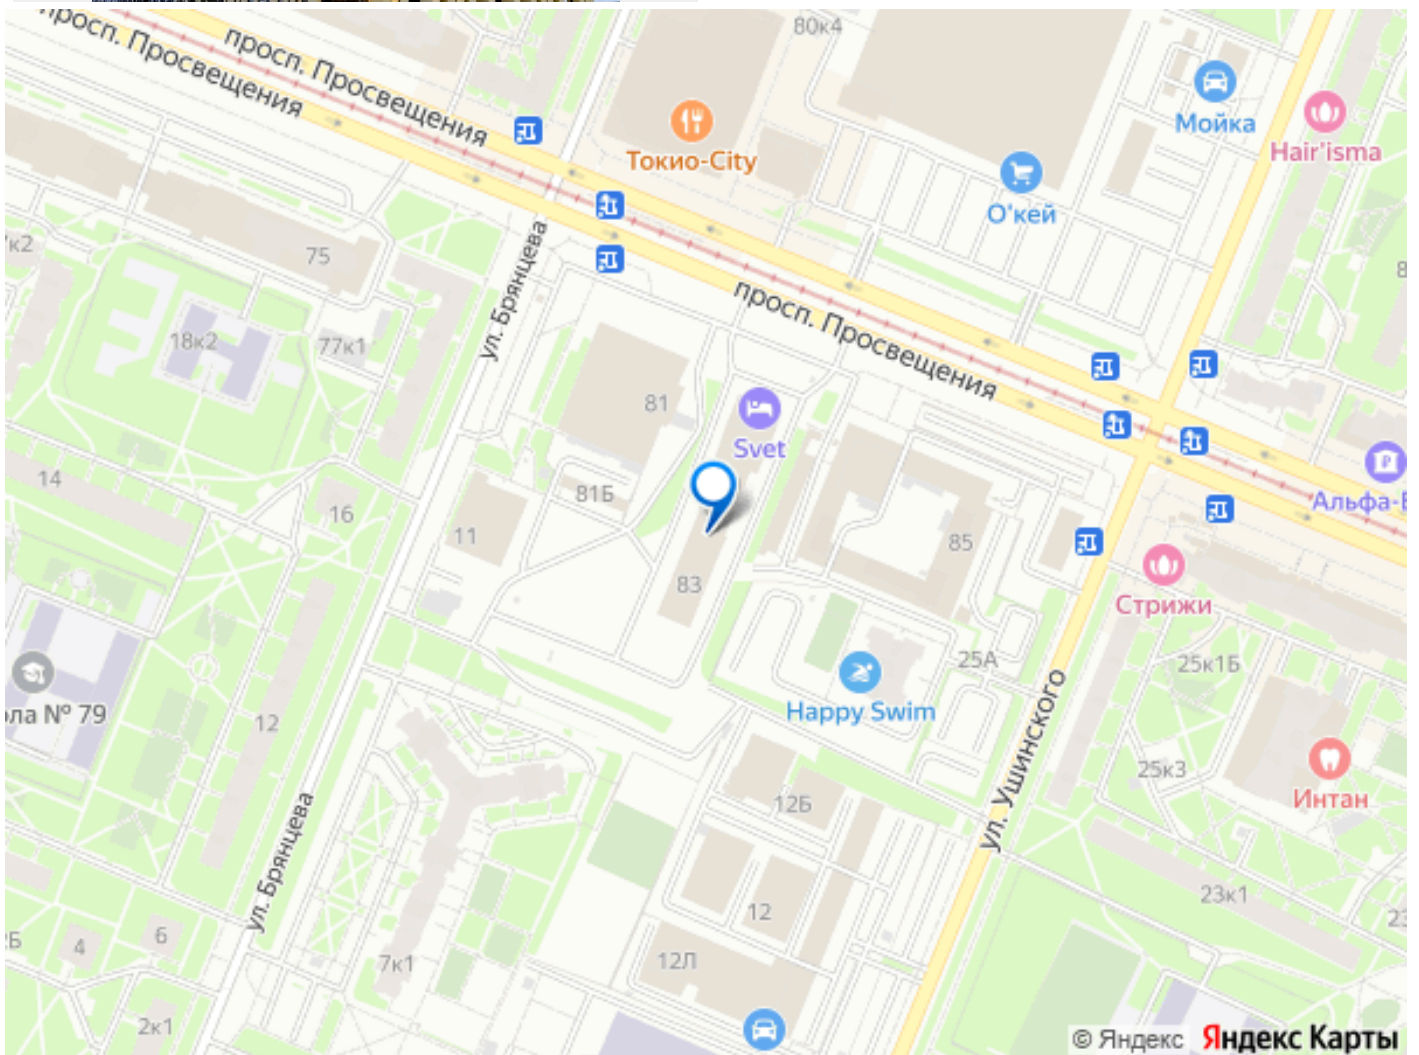 80к4
просп. Просвещения
просп. Просвещения
Мойка
Hair'isma
Токио-City
О'кей
75
ул. Брянцева
просп. Просвещения
18к2
77к1
81
Svet
14
81Б
16
11
85
Альфа-
83
Стрижи
25А
25к1Б
Happy Swim
№ 79
12
ул. Ушинского
25к3
Интан
12Б
ул. Брянцева
23к1
12
6
4
7к1
12Л
2к1
© Яндекс Яндекс Карты